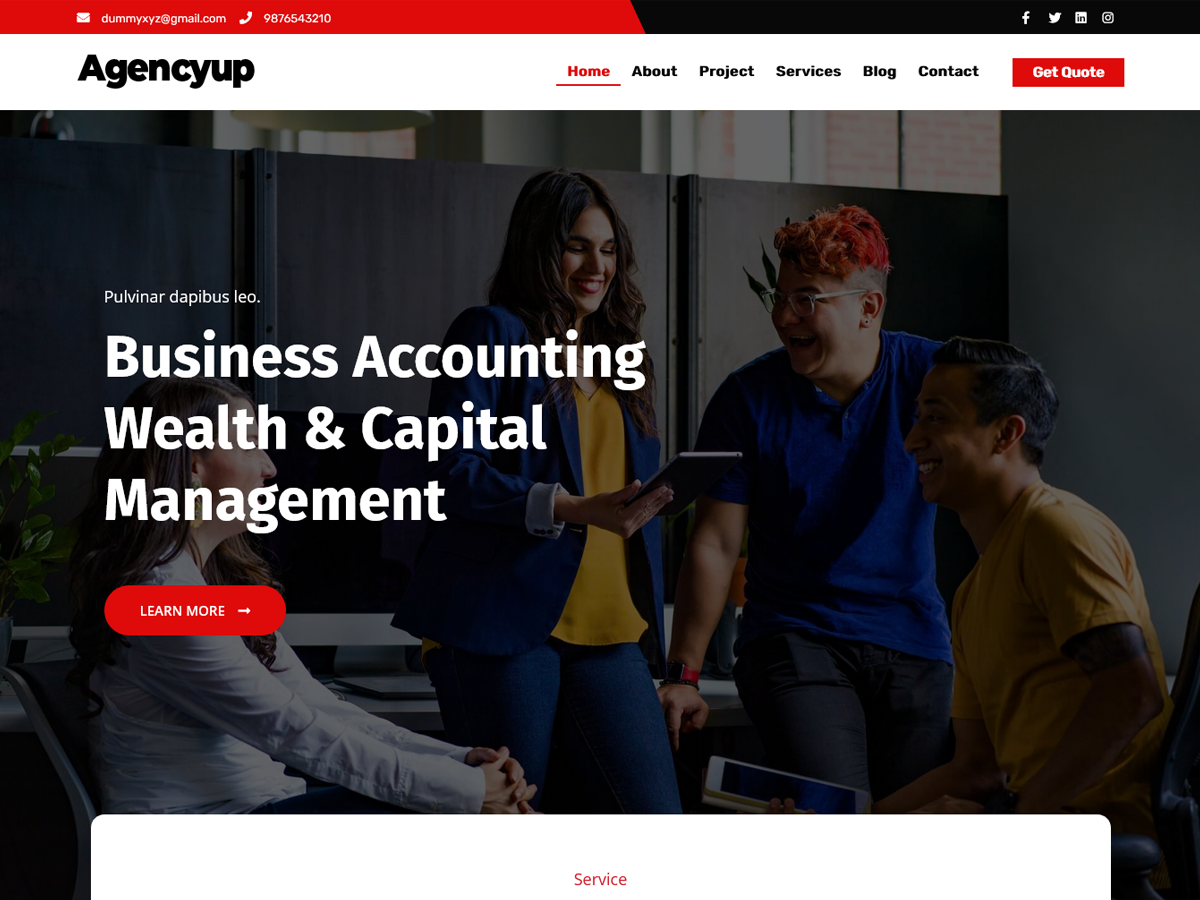 dummyxyz@gmail.com 9876543210
Agencyup
Home About Project Services Blog Contact Get Quote
Pulvinar dapibus leo.
Business Accounting
Wealth & Capital
Management
LEARN MORE
Service